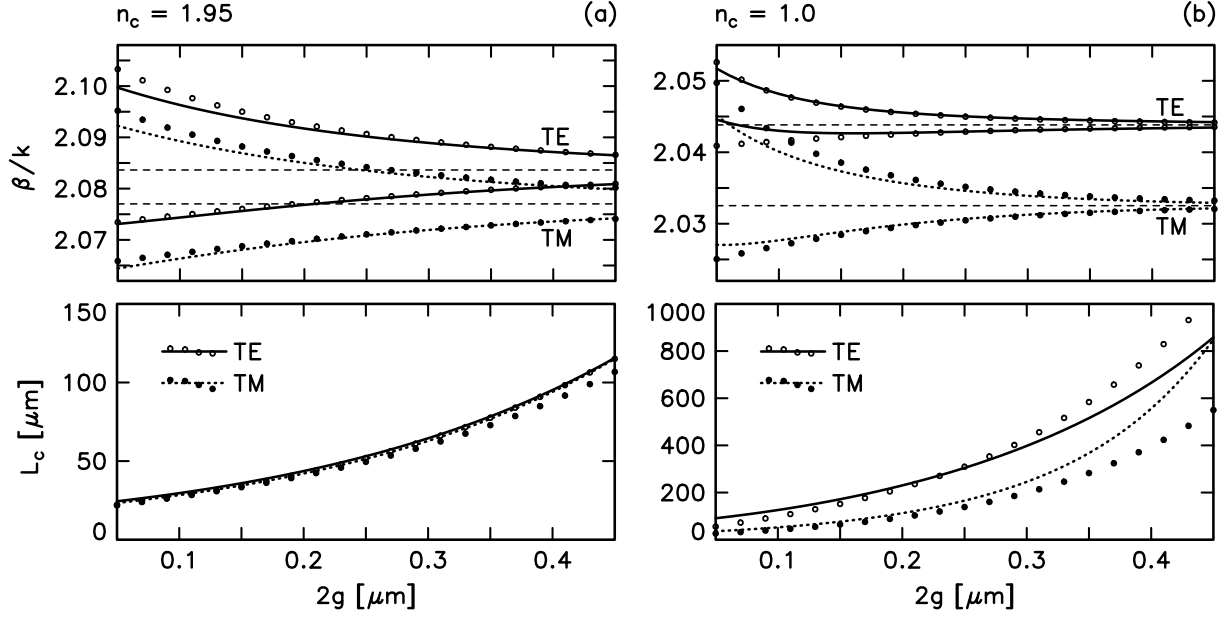 n_c = 1.95 (a)
2.10
2.09
2.08
2.07
β/k
TE
TM
150
100
50
0
L_c [μm]
TE
TM
0.1 0.2 0.3 0.4
2g [μm]
n_c = 1.0 (b)
2.05
2.04
2.03
TE
TM
1000
800
600
400
200
0
TE
TM
0.1 0.2 0.3 0.4
2g [μm]